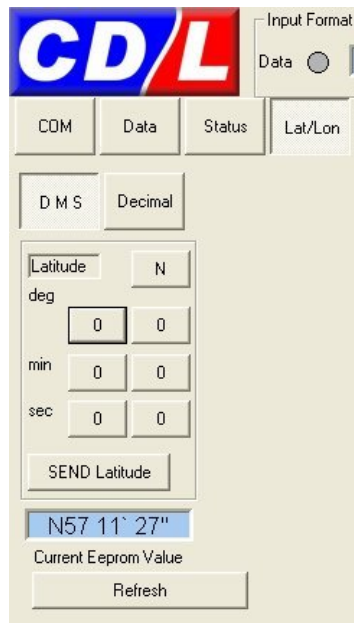 CD/L
Input Format
Data
COM Data Status Lat/Lon
D M S Decimal
Latitude N
deg
0 0
min 0 0
sec 0 0
SEND Latitude
N57 11` 27"
Current Eeprom Value
Refresh